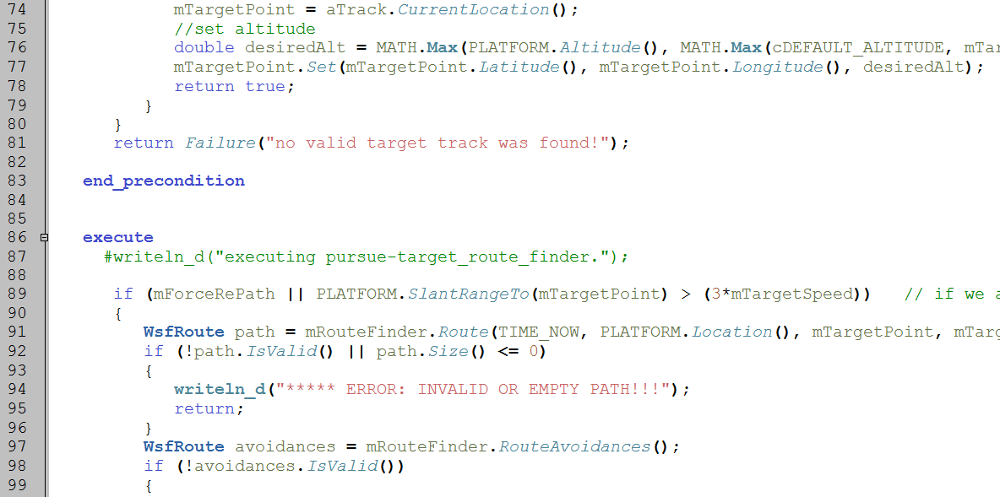 74 mTargetPoint = aTrack.CurrentLocation();
75 //set altitude
76 double desiredAlt = MATH.Max(PLATFORM.Altitude(), MATH.Max(cDEFAULT_ALTITUDE, mTar
77 mTargetPoint.Set(mTargetPoint.Latitude(), mTargetPoint.Longitude(), desiredAlt);
78 return true;
79 }
80 }
81 return Failure("no valid target track was found!");
82
83 end_precondition
84
85
86 execute
87 #writeln_d("executing pursue-target_route_finder.");
88
89 if (mForceRePath || PLATFORM.SlantRangeTo(mTargetPoint) > (3*mTargetSpeed)) // if we a
90 {
91 WsfRoute path = mRouteFinder.Route(TIME_NOW, PLATFORM.Location(), mTargetPoint, mTarg
92 if (!path.IsValid() || path.Size() <= 0)
93 {
94 writeln_d("***** ERROR: INVALID OR EMPTY PATH!!!");
95 return;
96 }
97 WsfRoute avoidances = mRouteFinder.RouteAvoidances();
98 if (!avoidances.IsValid())
99 {